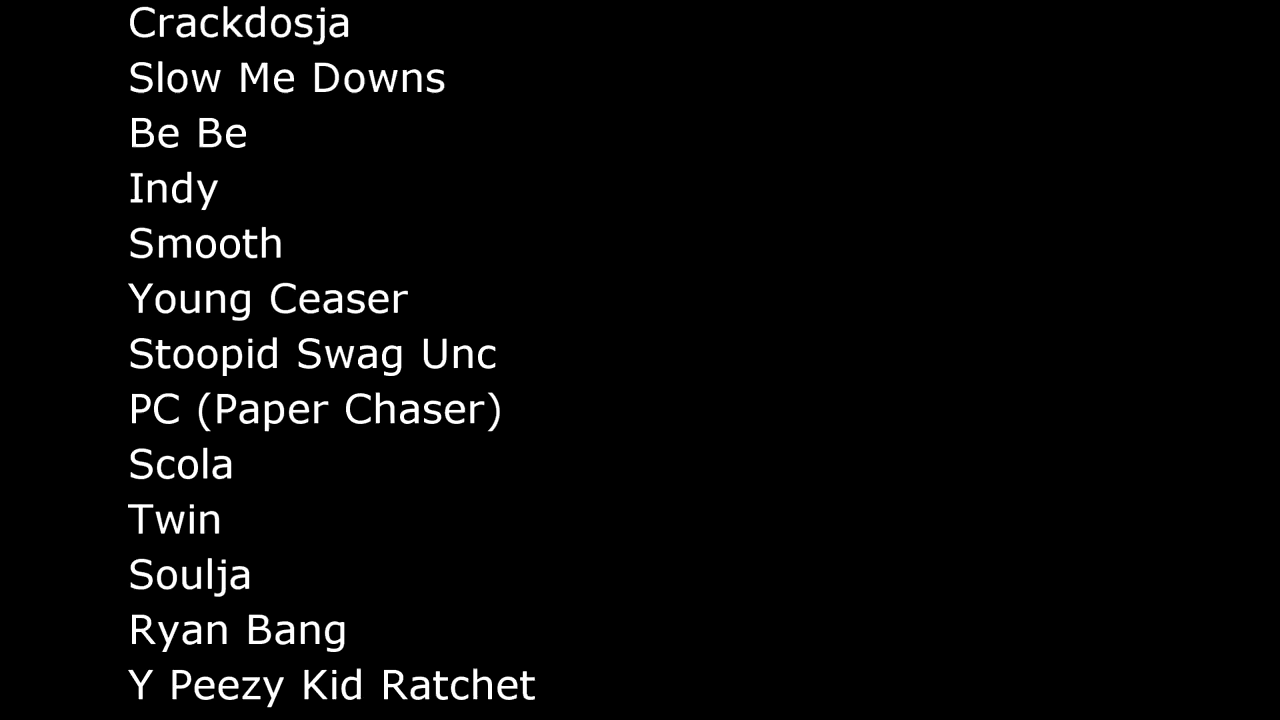 Crackdosja
Slow Me Downs
Be Be
Indy
Smooth
Young Ceaser
Stoopid Swag Unc
PC (Paper Chaser)
Scola
Twin
Soulja
Ryan Bang
Y Peezy Kid Ratchet